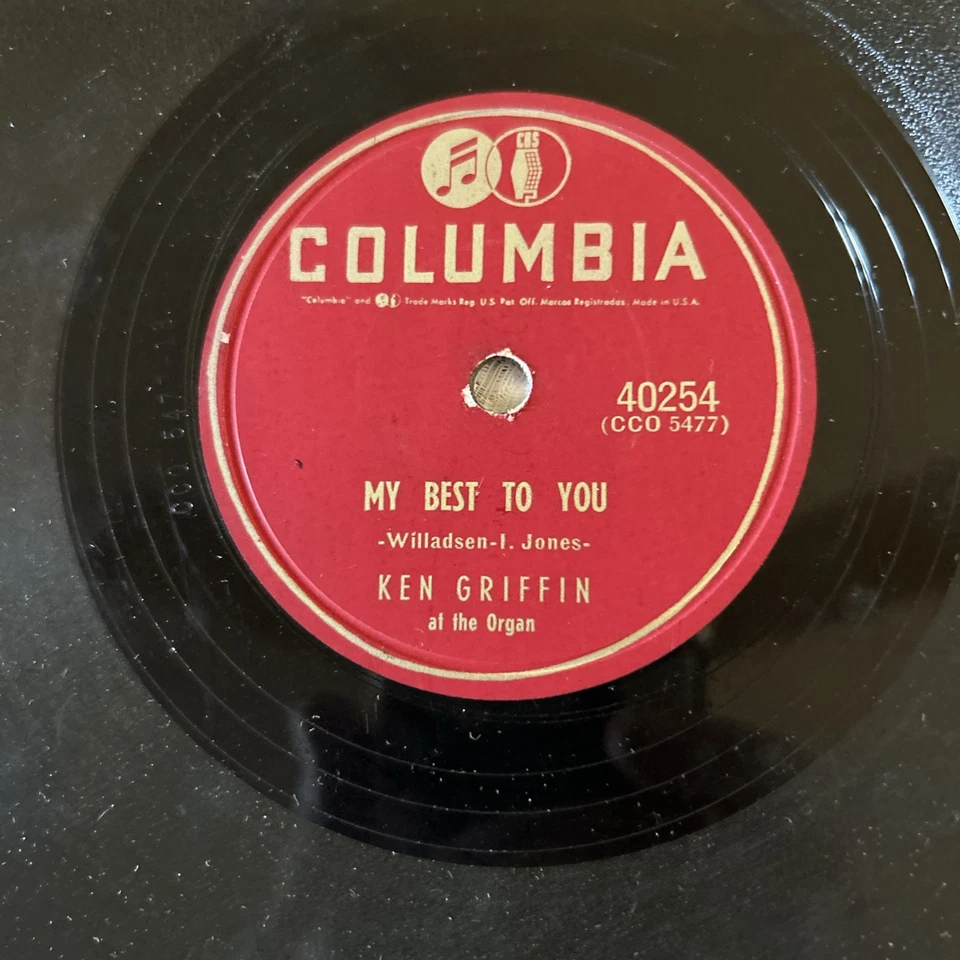 CBS
COLUMBIA
"Columbia" and Trade Marks Reg. U.S. Pat. Off. Marcas Registradas. Made in U.S.A.
40254
(CCO 5477)
MY BEST TO YOU
-Willadsen-I. Jones-
KEN GRIFFIN
at the Organ